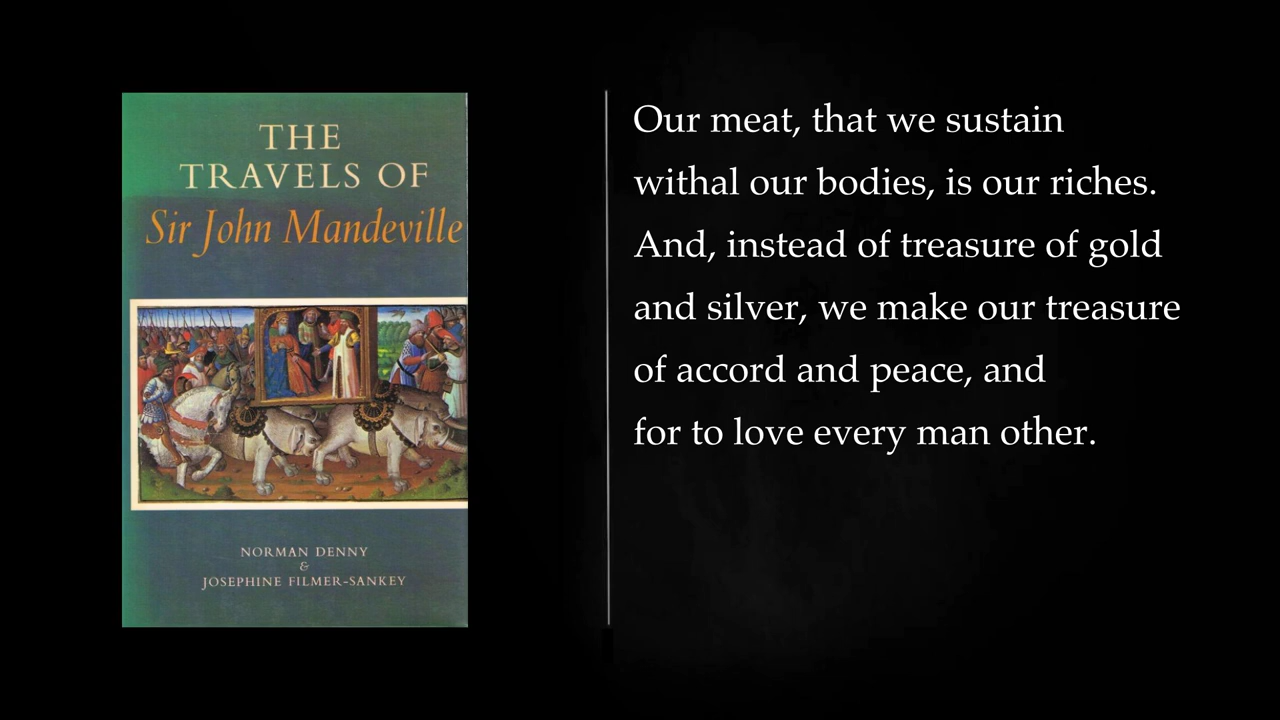 THE
TRAVELS OF
Sir John Mandeville
NORMAN DENNY
&
JOSEPHINE FILMER-SANKEY
Our meat, that we sustain
withal our bodies, is our riches.
And, instead of treasure of gold
and silver, we make our treasure
of accord and peace, and
for to love every man other.